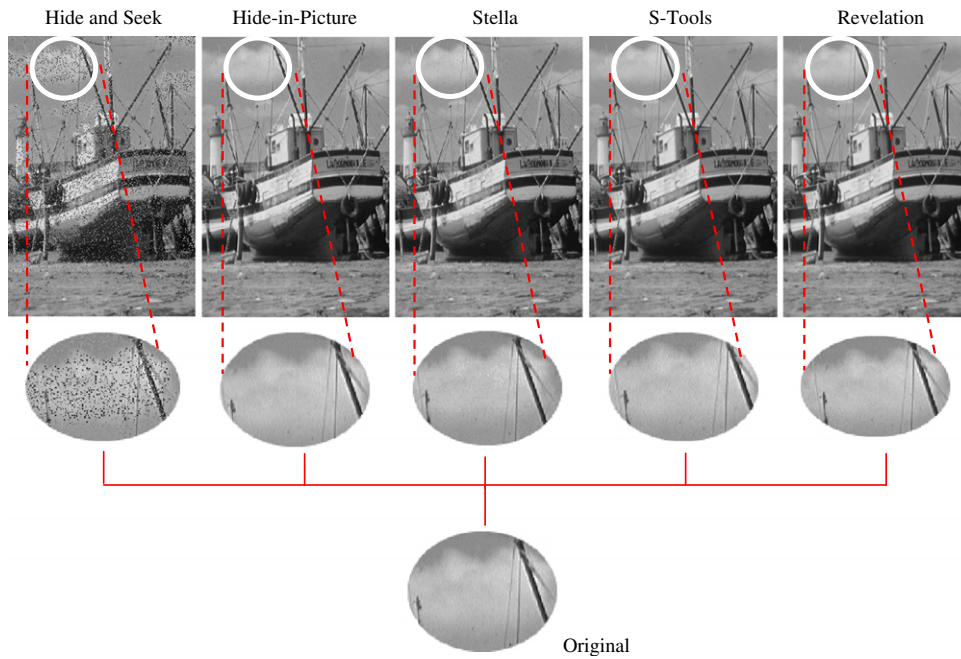 Hide and Seek
Hide-in-Picture
Stella
S-Tools
Revelation
Original